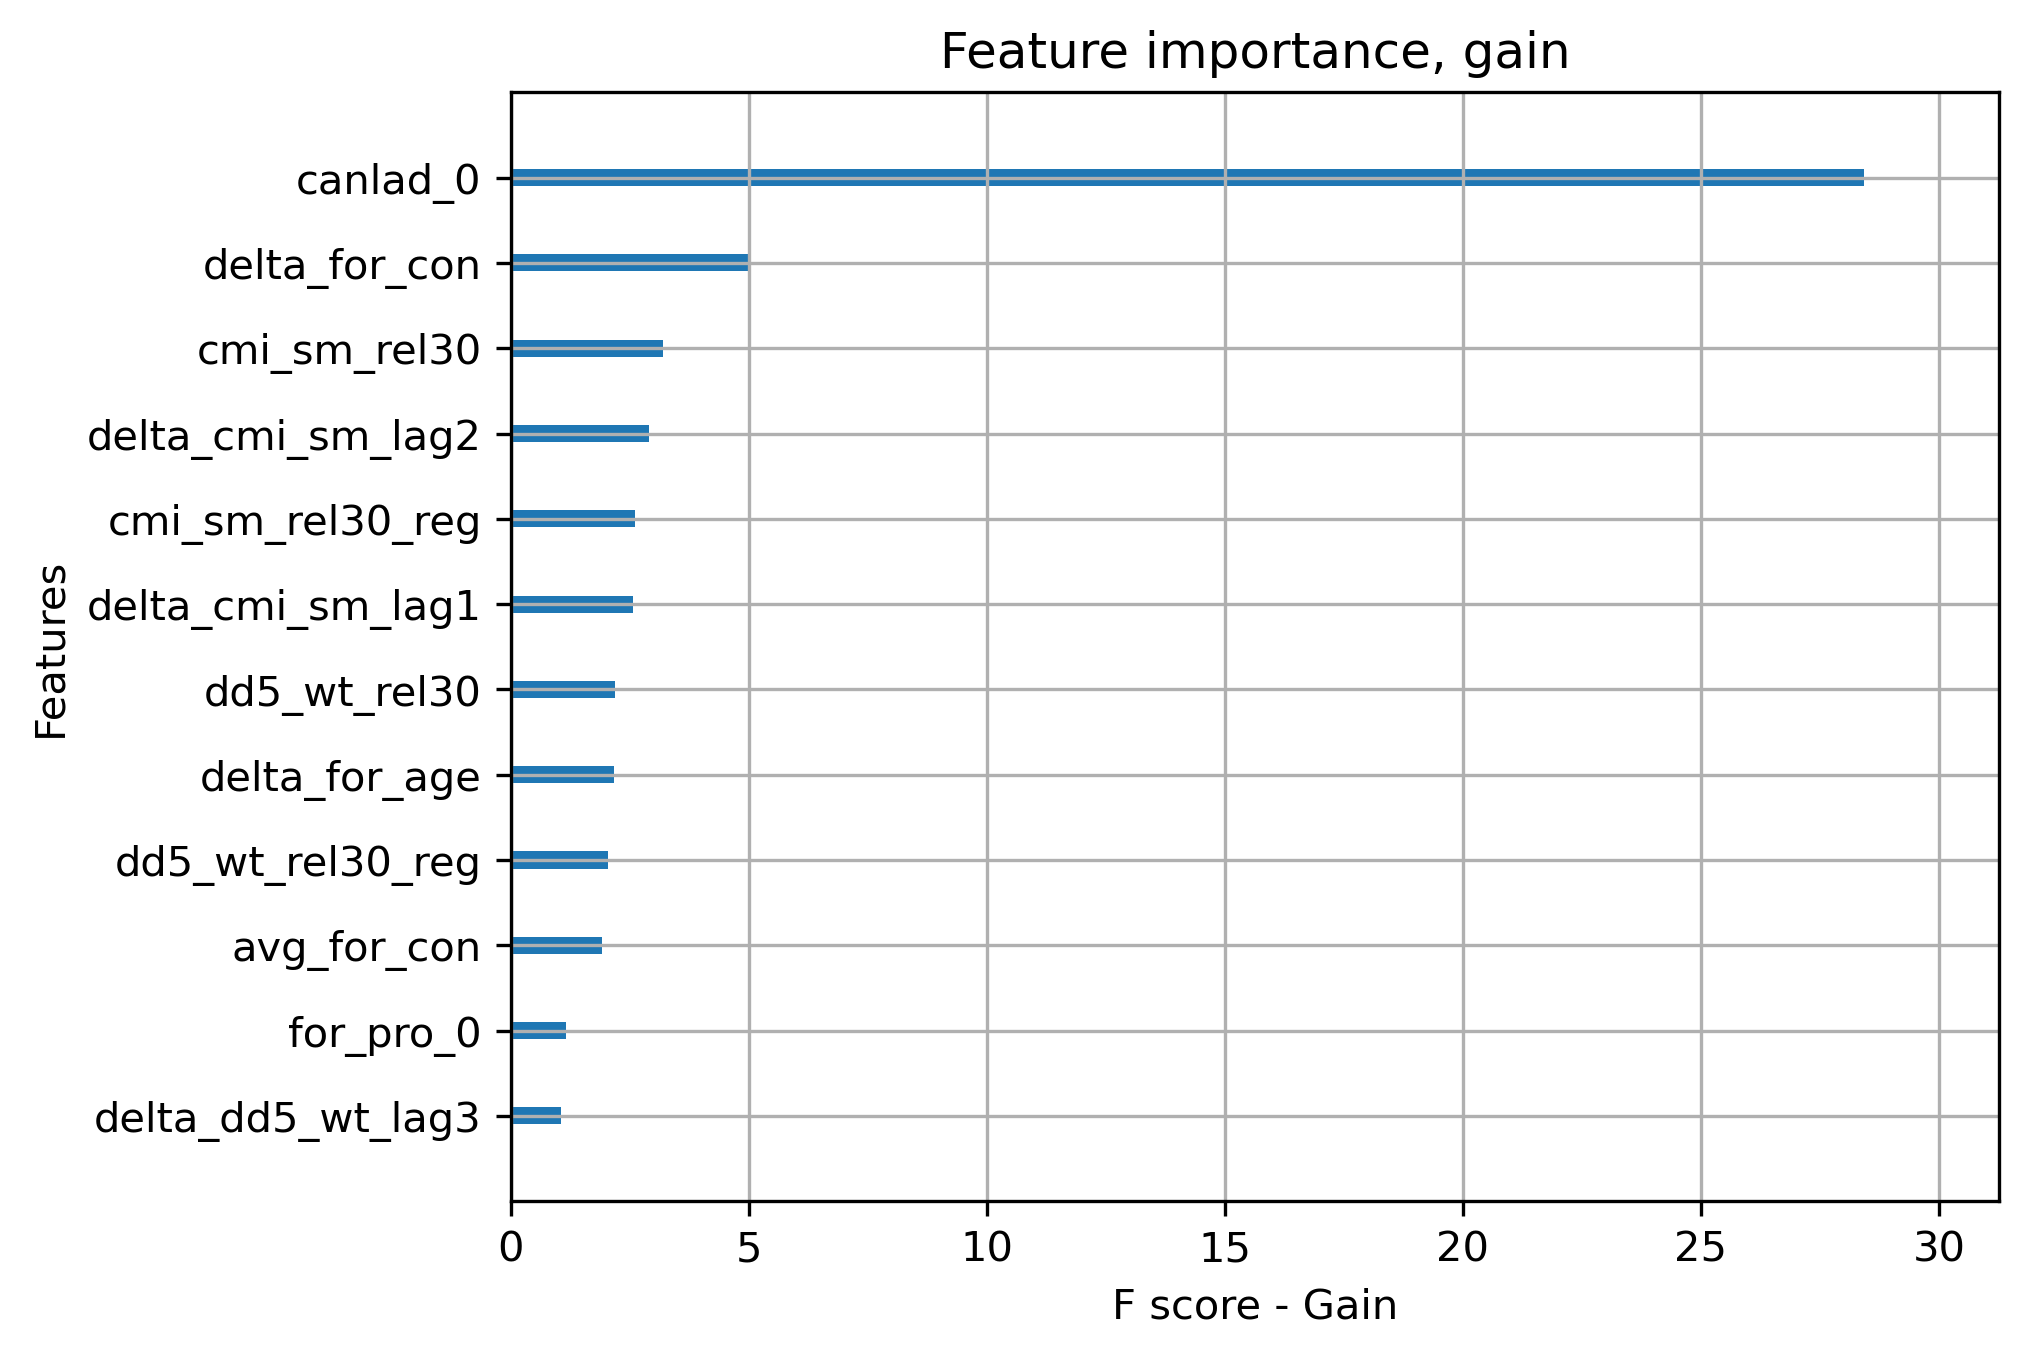 Feature importance, gain
canlad_0
delta_for_con
cmi_sm_rel30
delta_cmi_sm_lag2
cmi_sm_rel30_reg
delta_cmi_sm_lag1
dd5_wt_rel30
delta_for_age
dd5_wt_rel30_reg
avg_for_con
for_pro_0
delta_dd5_wt_lag3
Features
0 5 10 15 20 25 30
F score - Gain